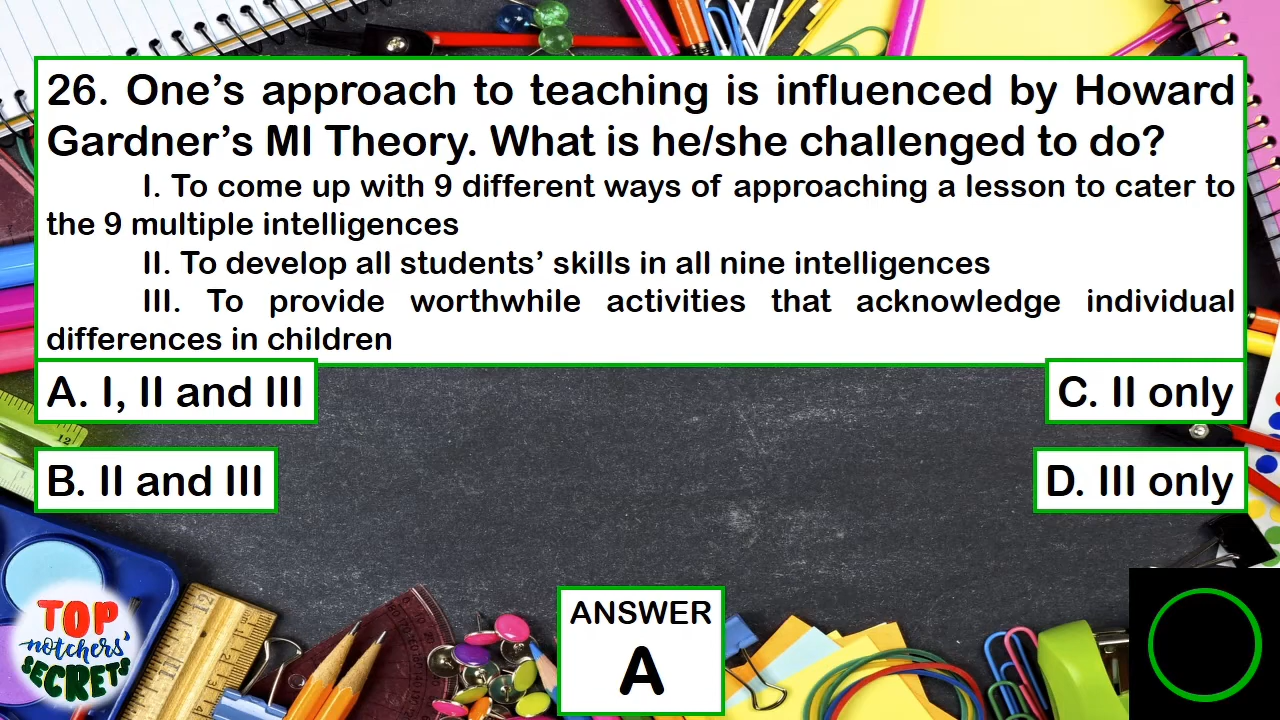 26. One’s approach to teaching is influenced by Howard
Gardner’s MI Theory. What is he/she challenged to do?
I. To come up with 9 different ways of approaching a lesson to cater to
the 9 multiple intelligences
II. To develop all students’ skills in all nine intelligences
III. To provide worthwhile activities that acknowledge individual
differences in children
A. I, II and III
C. II only
B. II and III
D. III only
ANSWER
A
TOP
notchers’
SECRETS
12
12
11